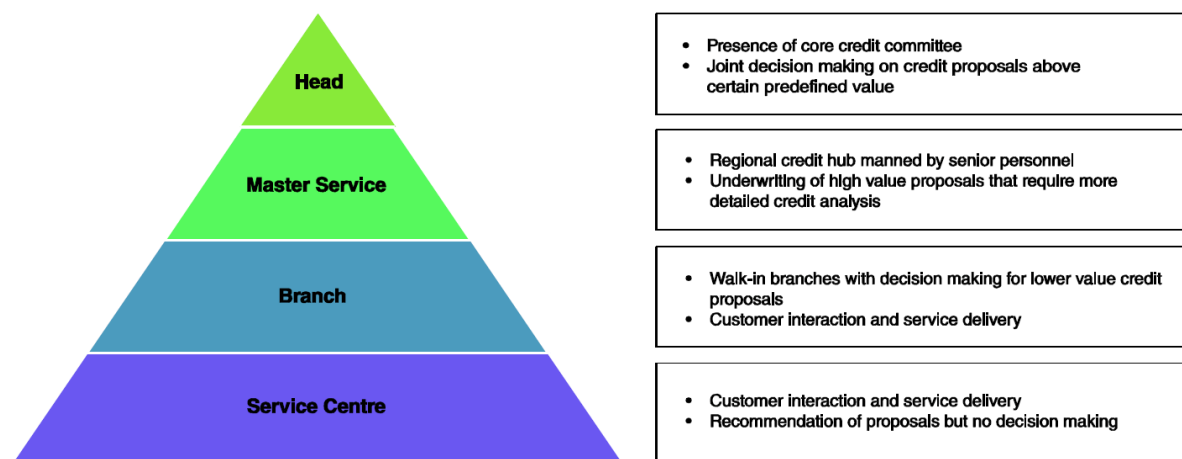 Head
• Presence of core credit committee
• Joint decision making on credit proposals above
certain predefined value
Master Service
• Regional credit hub manned by senior personnel
• Underwriting of high value proposals that require more
detailed credit analysis
Branch
• Walk-in branches with decision making for lower value credit
proposals
• Customer interaction and service delivery
Service Centre
• Customer interaction and service delivery
• Recommendation of proposals but no decision making